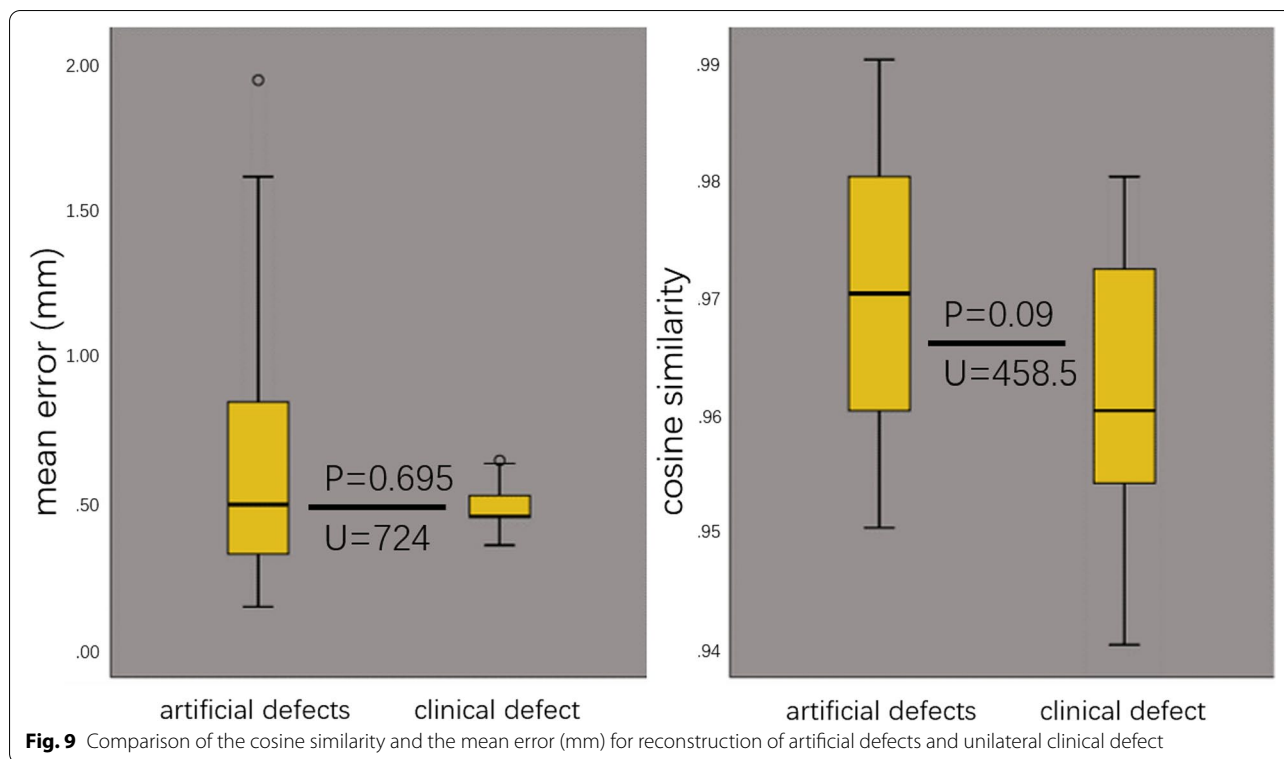 2.00
1.50
1.00
.50
.00
mean error (mm)
P=0.695
U=724
artificial defects
clinical defect
.99
.98
.97
.96
.95
.94
cosine similarity
P=0.09
U=458.5
artificial defects
clinical defect
Fig. 9 Comparison of the cosine similarity and the mean error (mm) for reconstruction of artificial defects and unilateral clinical defect